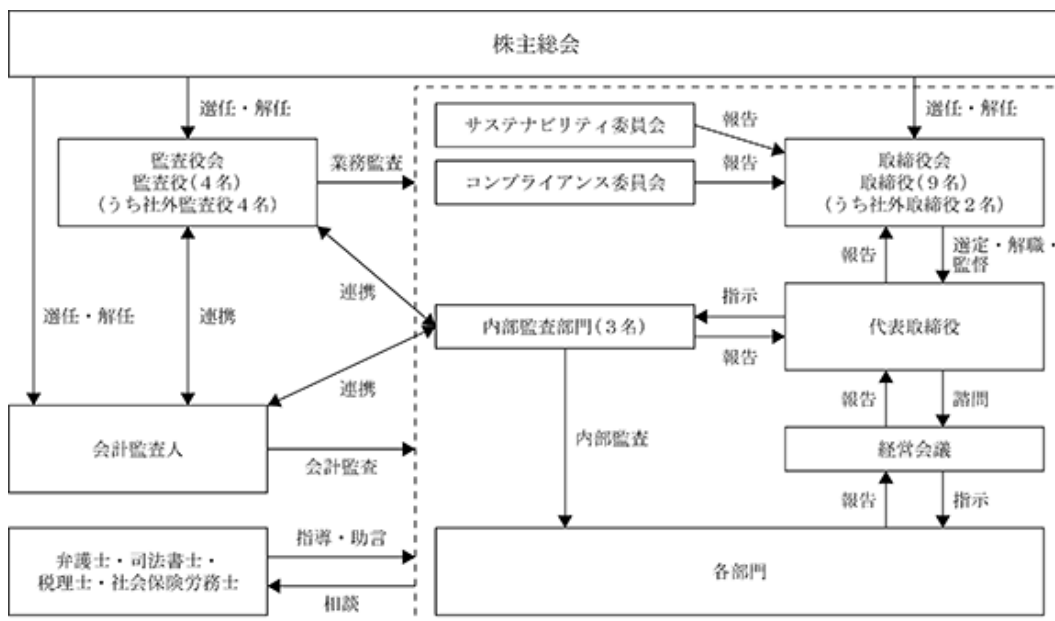 株主総会
選任・解任
選任・解任
サステナビリティ委員会
報告
監査役会
監査役(4名)
(うち社外監査役4名)
業務監査
コンプライアンス委員会
報告
取締役会
取締役(9名)
(うち社外取締役2名)
報告
選定・解職・
監督
連携
選任・解任
連携
内部監査部門(3名)
指示
報告
代表取締役
連携
報告
諮問
会計監査人
会計監査
内部監査
経営会議
報告
指示
弁護士・司法書士・
税理士・社会保険労務士
指導・助言
相談
各部門